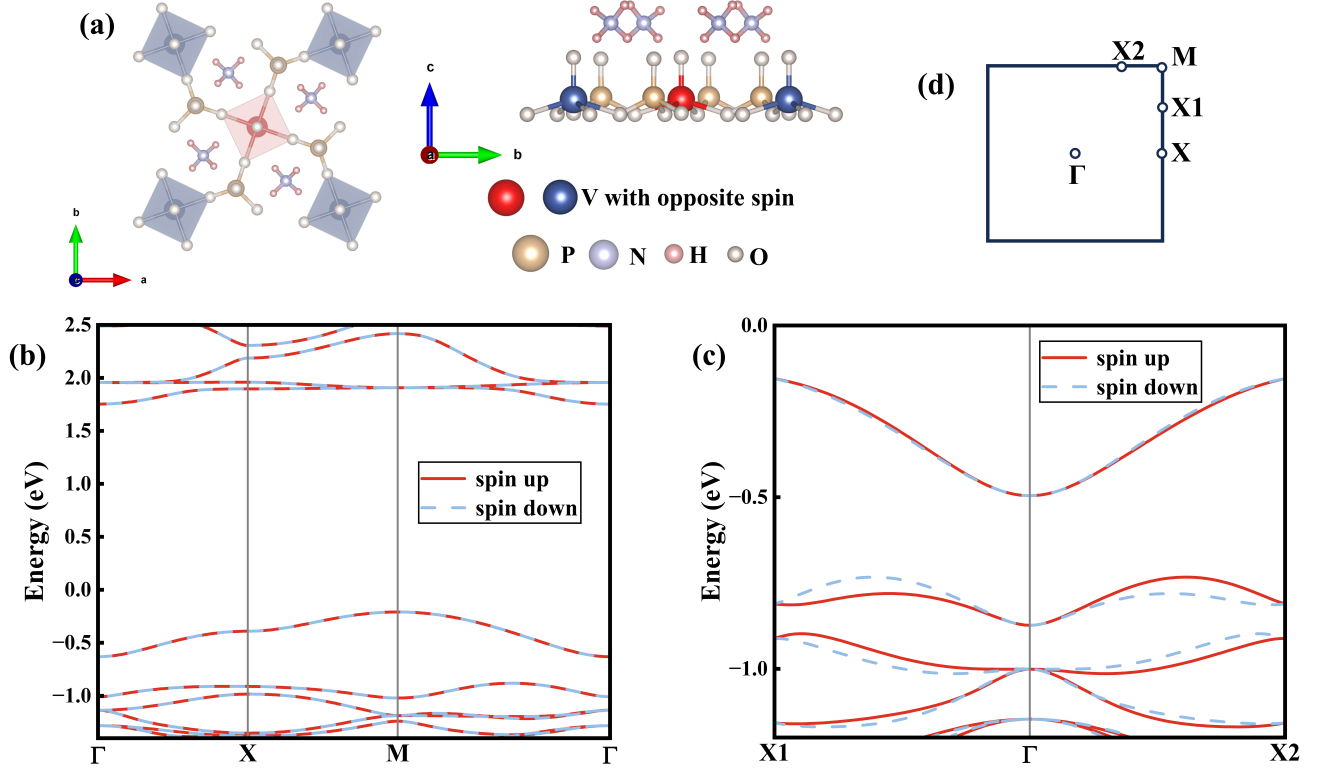 (a)
b
a
c
a
b
V with opposite spin
P
N
H
O
(d)
X2
M
X1
X
Γ
(b)
Energy (eV)
2.5
2.0
1.5
1.0
0.5
0.0
−0.5
−1.0
spin up
spin down
Γ
X
M
Γ
(c)
Energy (eV)
0.0
−0.5
−1.0
spin up
spin down
X1
Γ
X2